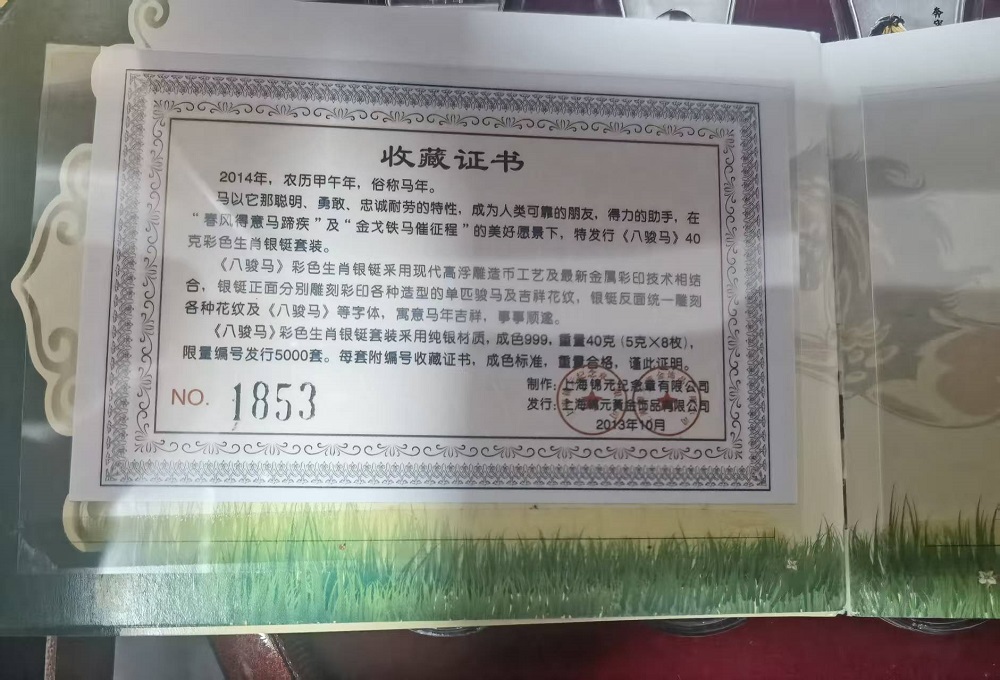 收藏证书
2014年，农历甲午年，俗称马年。
马以它那聪明、勇敢、忠诚耐劳的特性，成为人类可靠的朋友，得力的助手，在
“春风得意马蹄疾”及“金戈铁马催征程”的美好愿景下，特发行《八骏马》40
克彩色生肖银铤套装。
《八骏马》彩色生肖银铤采用现代高浮雕造币工艺及最新金属彩印技术相结
合，银铤正面分别雕刻彩印各种造型的单匹骏马及吉祥花纹，银铤反面统一雕刻
各种花纹及《八骏马》等字体，寓意马年吉祥，事事顺逢。
《八骏马》彩色生肖银铤套装采用纯银材质，成色999，重量40克（5克×8枚），
限量编号发行5000套。每套附编号收藏证书，成色标准，重量合格，谨此证明。
NO. 1853
制作：上海锦元纪念章有限公司
发行：上海锦元黄金饰品有限公司
2013年10月